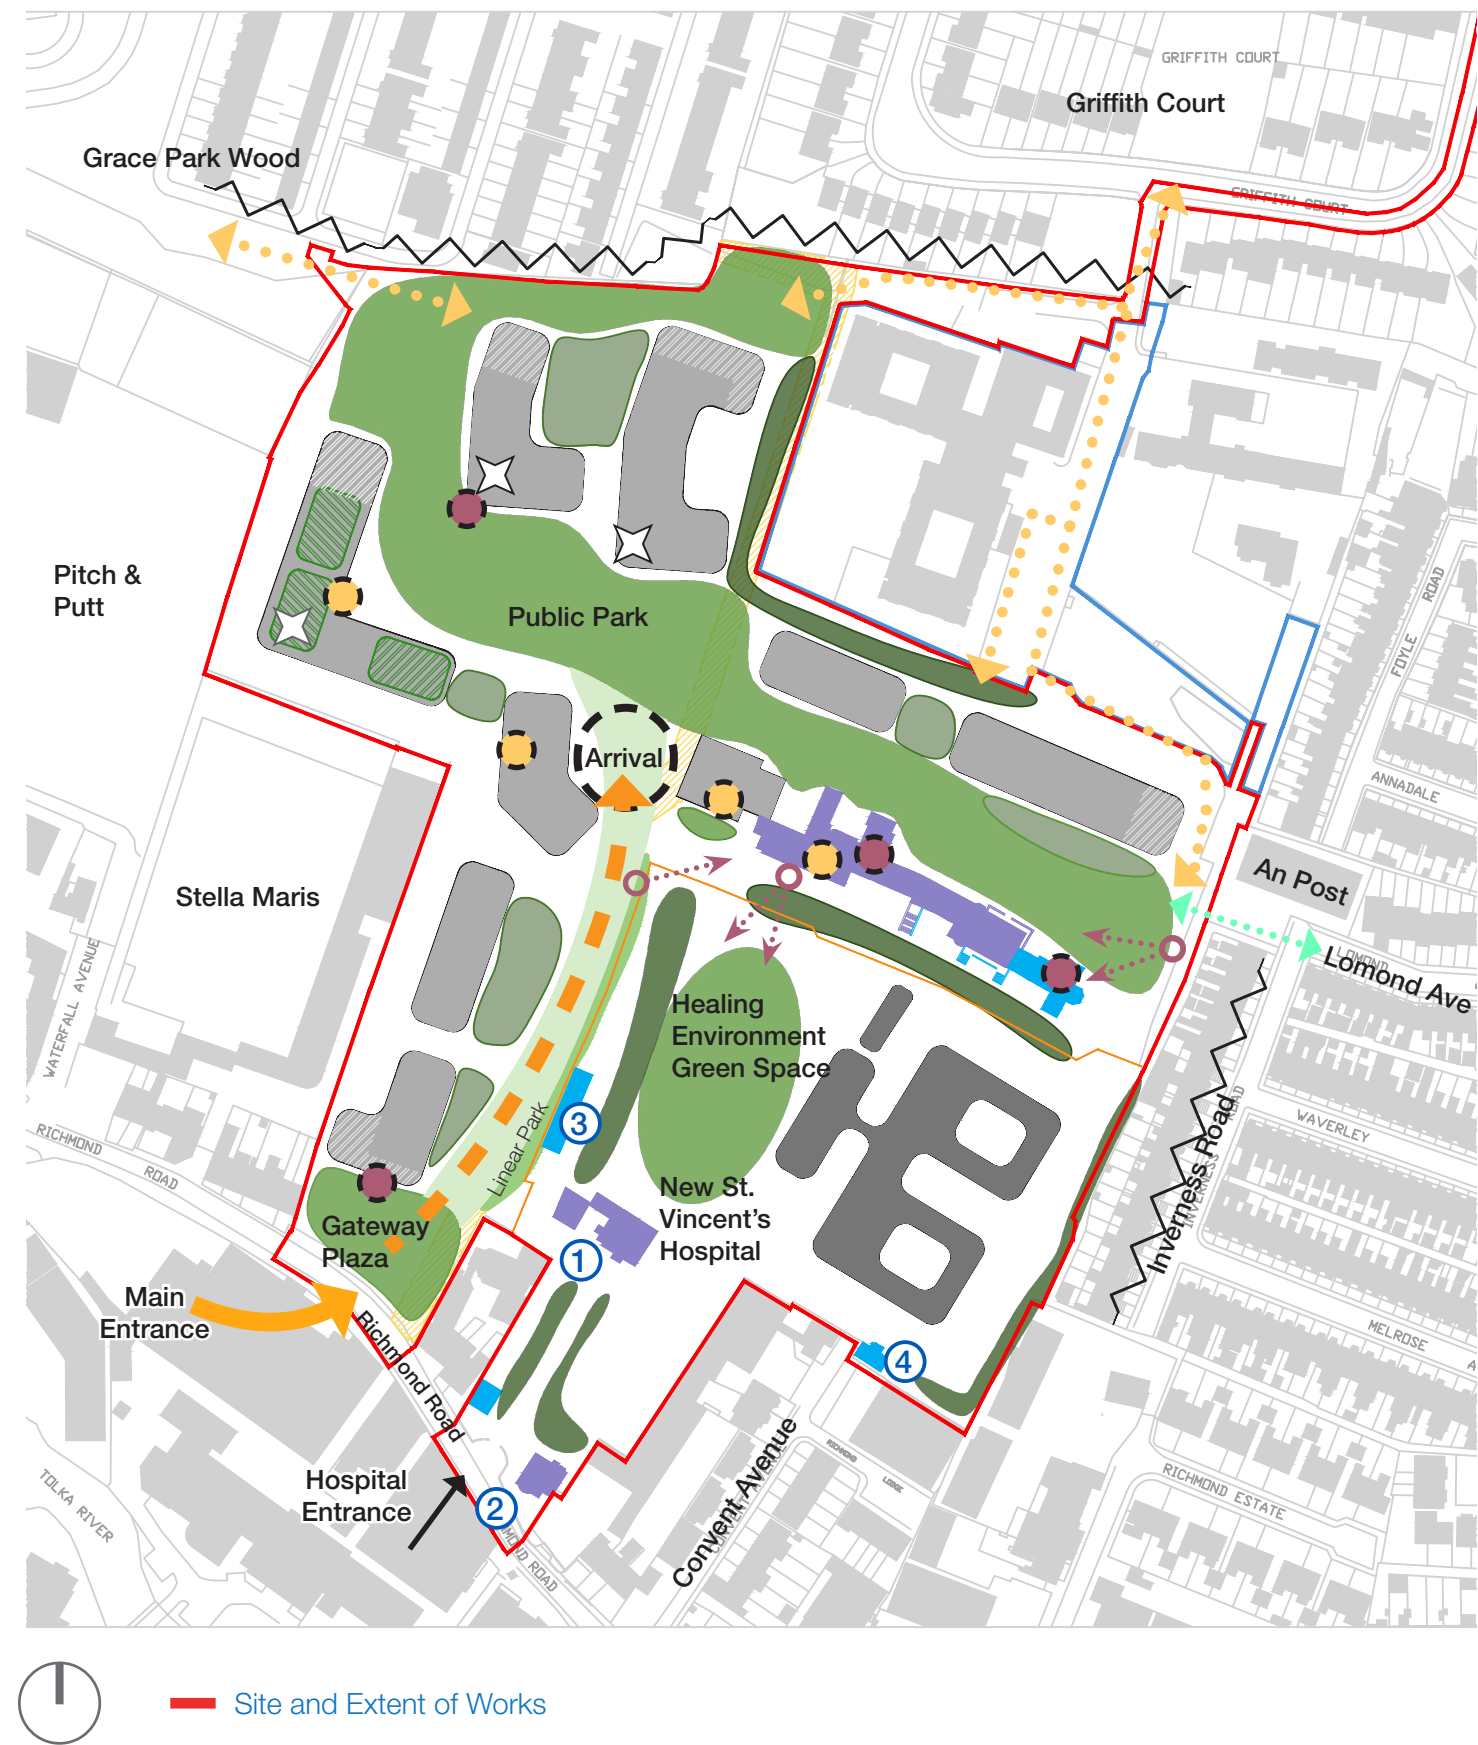 GRIFFITH COURT
Griffith Court
Grace Park Wood
GRIFFITH COURT
Pitch &
Putt
Public Park
FOYLE ROAD
Arrival
ANNADALE
An Post
Stella Maris
LOMOND
Lomond Ave
WATERFALL AVENUE
Healing
Environment
Green Space
3
Linear Park
INVERNESS ROAD
Inverness Road
WAVERLEY
RICHMOND ROAD
New St.
Vincent's
Hospital
Gateway
Plaza
1
Main
Entrance
Richmond Road
MELROSE
4
Convent Avenue
RICHMOND
LODGE
Hospital
Entrance
2
RICHMOND ESTATE
TOLKA RIVER
Site and Extent of Works